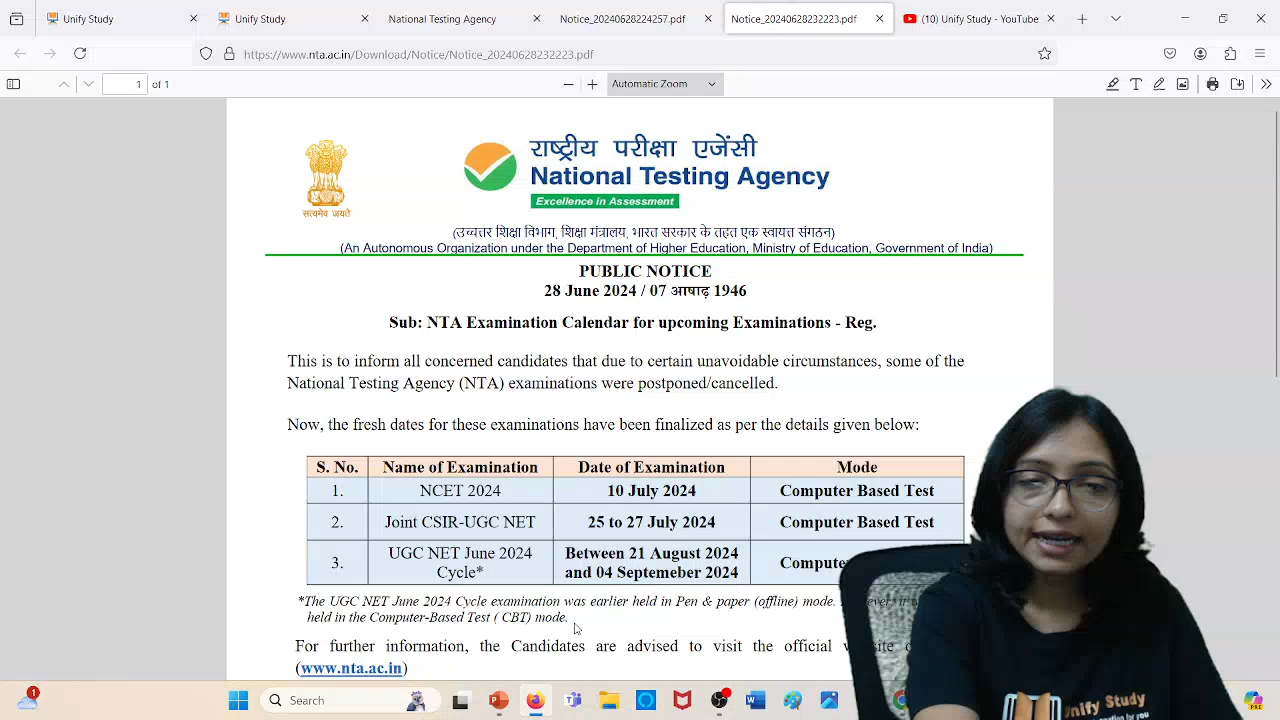 Unify Study
Unify Study
National Testing Agency
Notice_20240628224257.pdf
Notice_20240628232223.pdf
(10) Unify Study - YouTube
https://www.nta.ac.in/Download/Notice/Notice_20240628232223.pdf
1 of 1
Automatic Zoom
सत्यमेव जयते
राष्ट्रीय परीक्षा एजेंसी
National Testing Agency
Excellence in Assessment
(उच्चत्तर शिक्षा विभाग, शिक्षा मंत्रालय, भारत सरकार के तहत एक स्वायत्त संगठन)
(An Autonomous Organization under the Department of Higher Education, Ministry of Education, Government of India)
PUBLIC NOTICE
28 June 2024 / 07 आषाढ़ 1946
Sub: NTA Examination Calendar for upcoming Examinations - Reg.
This is to inform all concerned candidates that due to certain unavoidable circumstances, some of the
National Testing Agency (NTA) examinations were postponed/cancelled.
Now, the fresh dates for these examinations have been finalized as per the details given below:
S. No. Name of Examination Date of Examination Mode
1. NCET 2024 10 July 2024 Computer Based Test
2. Joint CSIR-UGC NET 25 to 27 July 2024 Computer Based Test
3. UGC NET June 2024 Cycle* Between 21 August 2024 and 04 Septemeber 2024
*The UGC NET June 2024 Cycle examination was earlier held in Pen & paper (offline) mode.
held in the Computer-Based Test ( CBT) mode.
For further information, the Candidates are advised to visit the official
(www.nta.ac.in)
Search
Unify Study